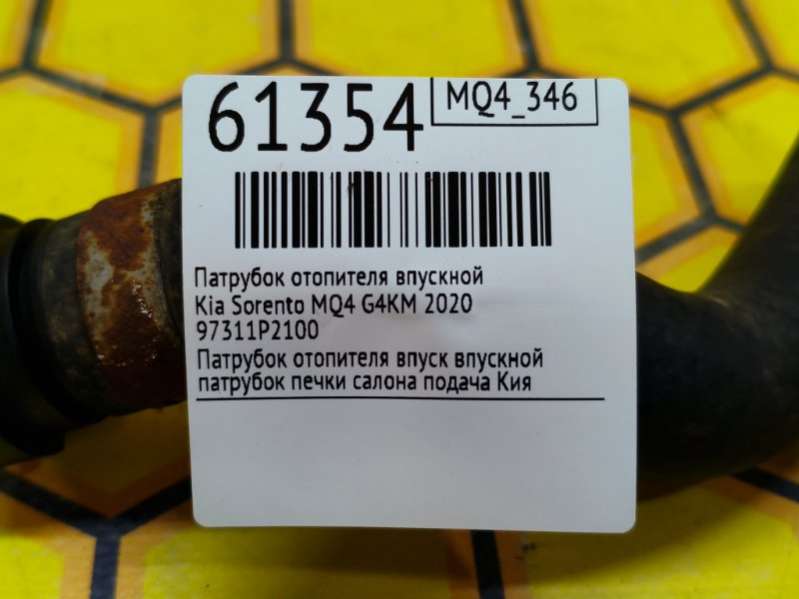 61354
MQ4_346
Патрубок отопителя впускной
Kia Sorento MQ4 G4KM 2020
97311P2100
Патрубок отопителя впуск впускной
патрубок печки салона подача Кия